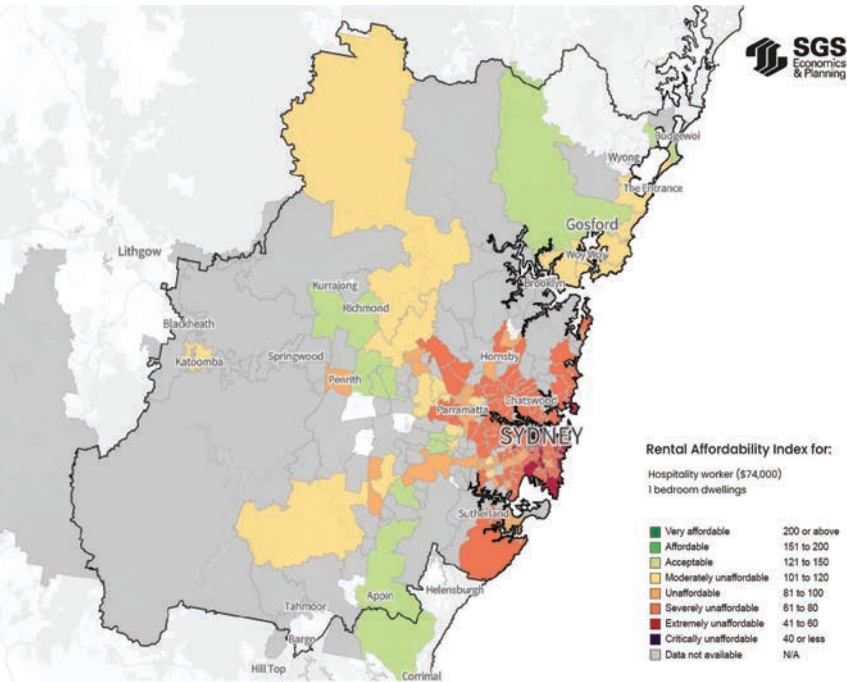 SGS
Economics
& Planning
Budgewoi
Wyong
The Entrance
Gosford
Woy Woy
Lithgow
Brooklyn
Kurrajong
Richmond
Blackheath
Katoomba
Springwood
Hornsby
Penrith
Chatswood
Parramatta
SYDNEY
Sutherland
Appin
Helensburgh
Tahmoor
Bargo
Hill Top
Corrimal
Rental Affordability Index for:
Hospitality worker ($74,000)
1 bedroom dwellings
Very affordable 200 or above
Affordable 151 to 200
Acceptable 121 to 150
Moderately unaffordable 101 to 120
Unaffordable 81 to 100
Severely unaffordable 61 to 80
Extremely unaffordable 41 to 60
Critically unaffordable 40 or less
Data not available N/A